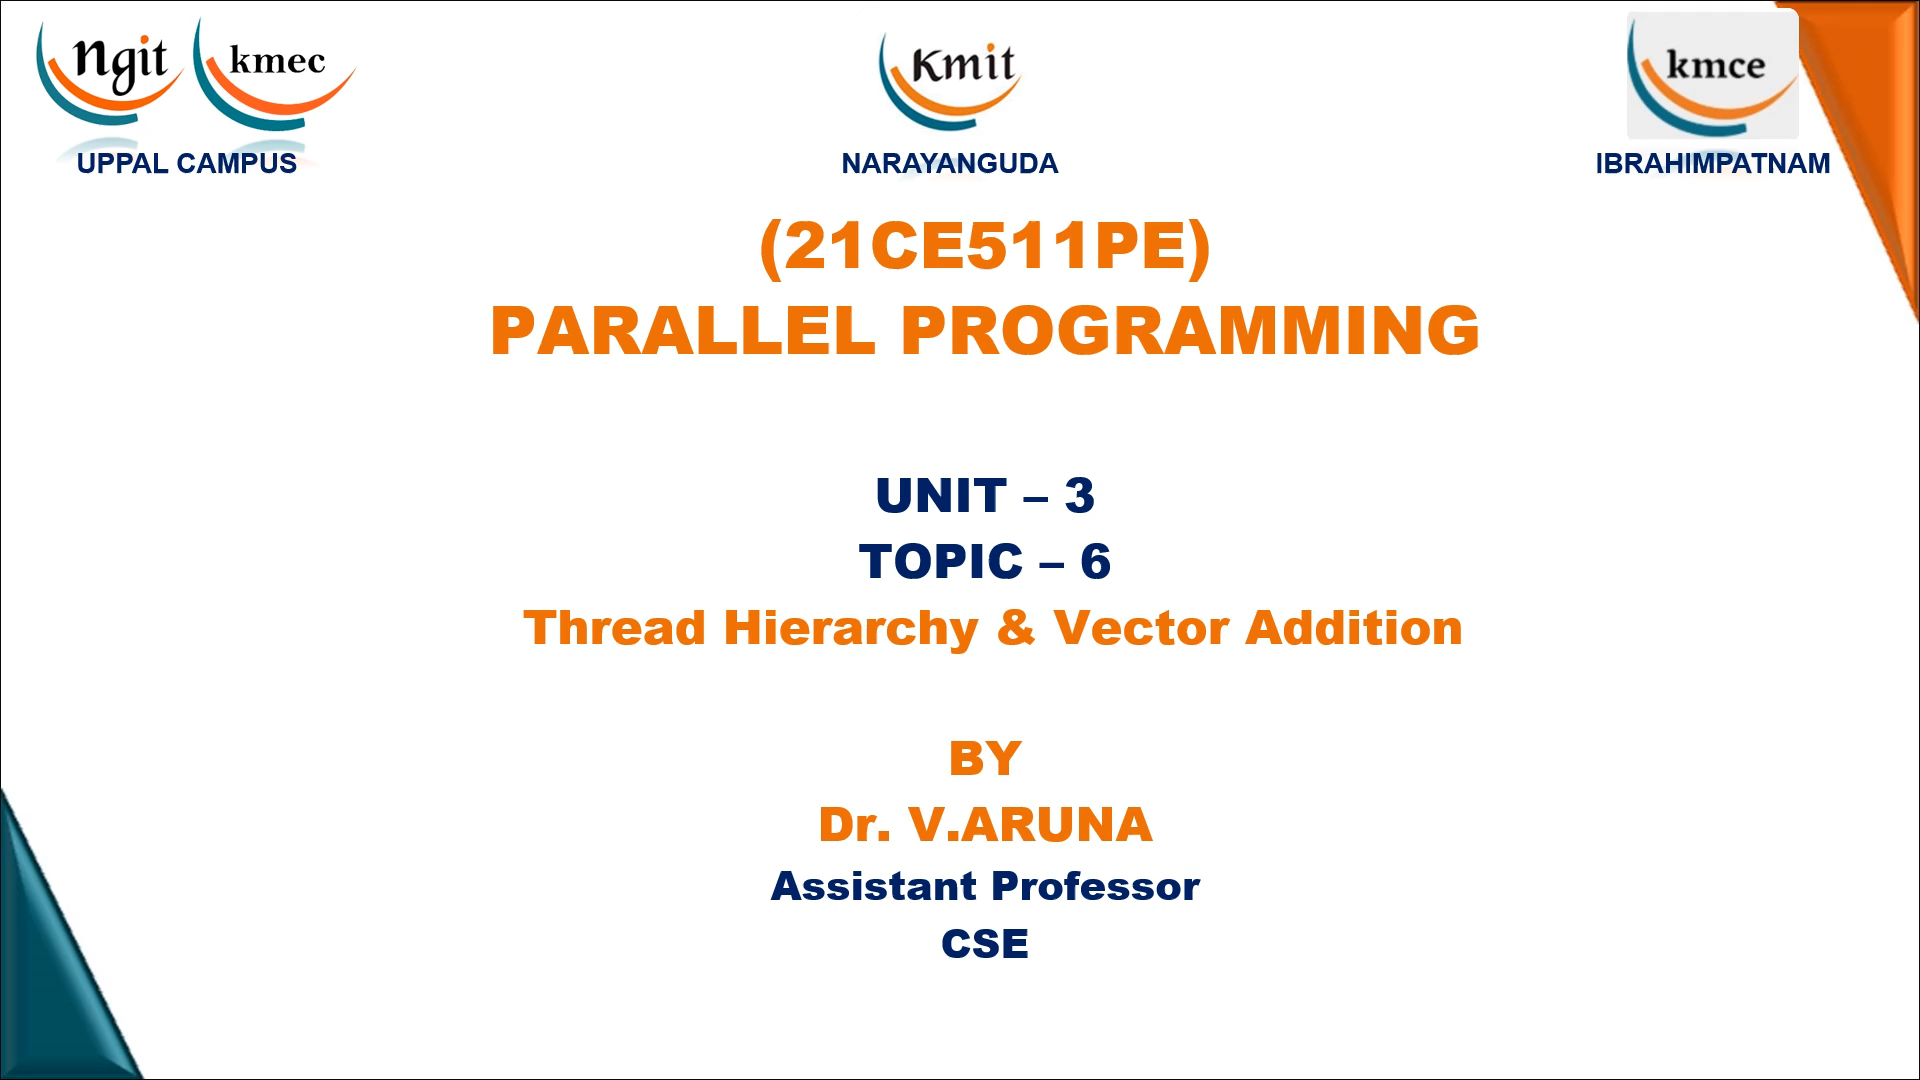 ngit kmec Kmit kmce
UPPAL CAMPUS NARAYANGUDA IBRAHIMPATNAM
(21CE511PE)
PARALLEL PROGRAMMING
UNIT – 3
TOPIC – 6
Thread Hierarchy & Vector Addition
BY
Dr. V.ARUNA
Assistant Professor
CSE